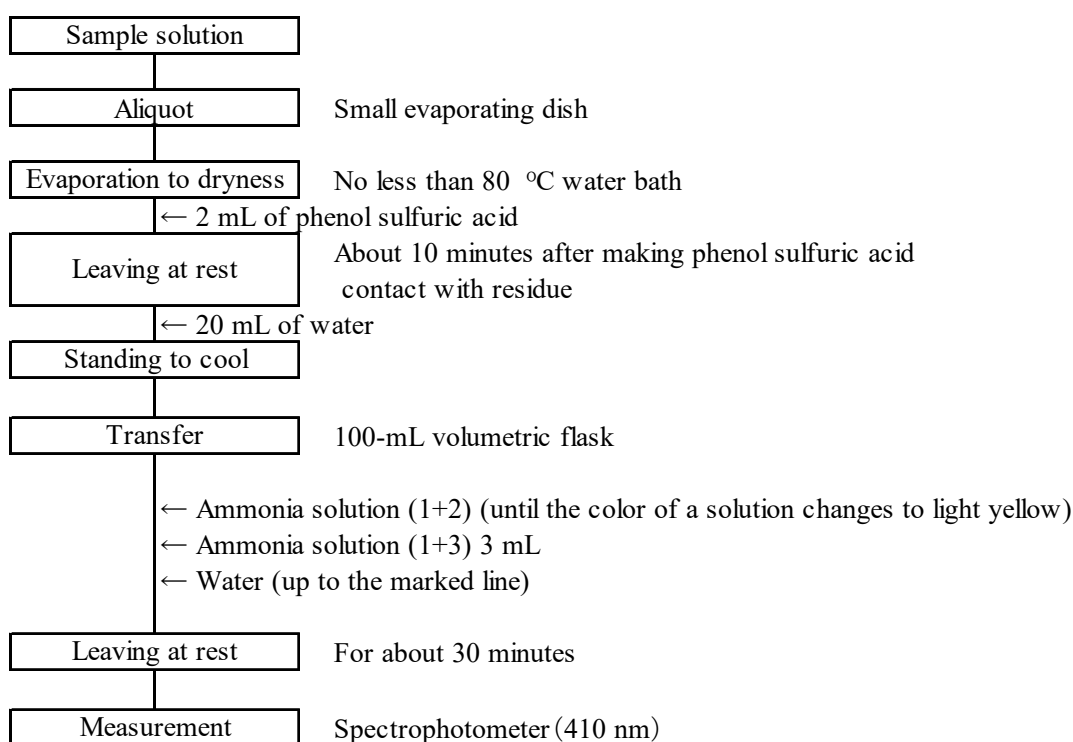 Sample solution
Aliquot
Small evaporating dish
Evaporation to dryness
No less than 80 °C water bath
← 2 mL of phenol sulfuric acid
Leaving at rest
About 10 minutes after making phenol sulfuric acid
contact with residue
← 20 mL of water
Standing to cool
Transfer
100-mL volumetric flask
← Ammonia solution (1+2) (until the color of a solution changes to light yellow)
← Ammonia solution (1+3) 3 mL
← Water (up to the marked line)
Leaving at rest
For about 30 minutes
Measurement
Spectrophotometer(410 nm)